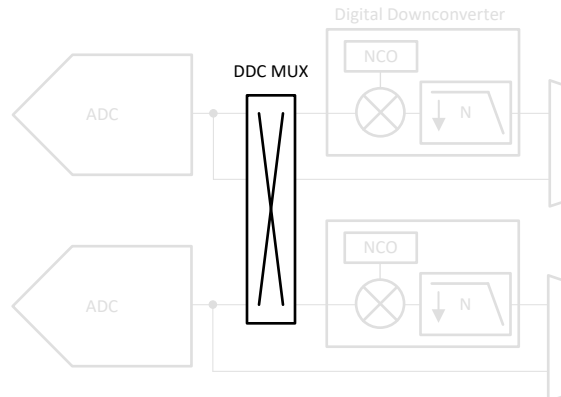 Digital Downconverter
NCO
DDC MUX
ADC
N
NCO
ADC
N